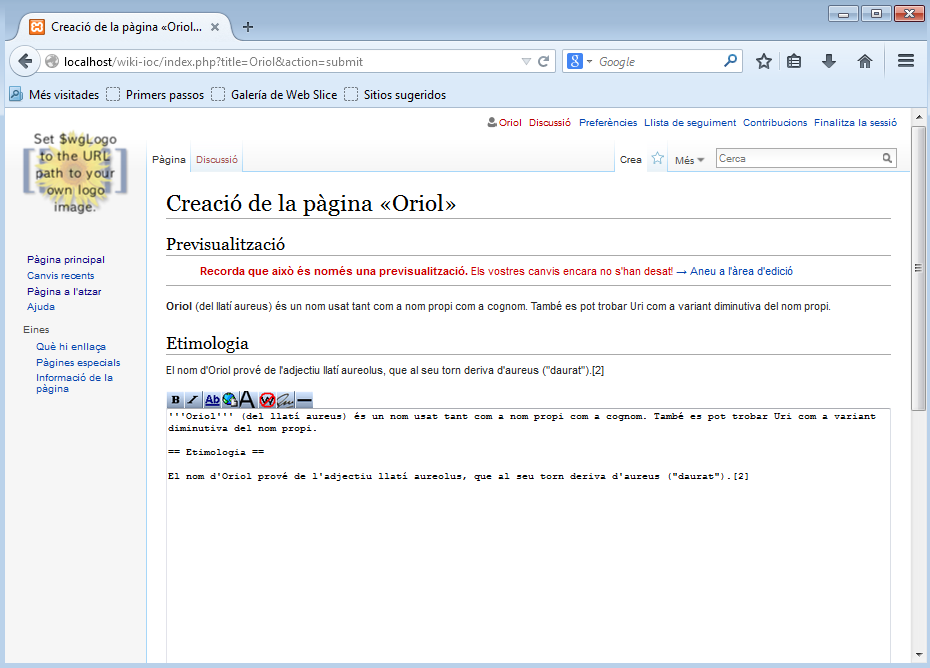 Creació de la pàgina «Oriol...
localhost/wiki-ioc/index.php?title=Oriol&action=submit
Google
Més visitades Primers passos Galería de Web Slice Sitios sugeridos
Oriol Discussió Preferències Llista de seguiment Contribucions Finalitza la sessió
Set $wgLogo
to the URL
path to your
own logo
image.
Pàgina Discussió Crea Més Cerca
Creació de la pàgina «Oriol»
Previsualització
Recorda que això és només una previsualització. Els vostres canvis encara no s'han desat! → Aneu a l'àrea d'edició
Pàgina principal
Canvis recents
Pàgina a l'atzar
Ajuda
Eines
Què hi enllaça
Pàgines especials
Informació de la
pàgina
Oriol (del llatí aureus) és un nom usat tant com a nom propi com a cognom. També es pot trobar Uri com a variant diminutiva del nom propi.
Etimologia
El nom d'Oriol prové de l'adjectiu llatí aureolus, que al seu torn deriva d'aureus ("daurat").[2]
B I Ab A W
'''Oriol''' (del llatí aureus) és un nom usat tant com a nom propi com a cognom. També es pot trobar Uri com a variant
diminutiva del nom propi.
== Etimologia ==
El nom d'Oriol prové de l'adjectiu llatí aureolus, que al seu torn deriva d'aureus ("daurat").[2]